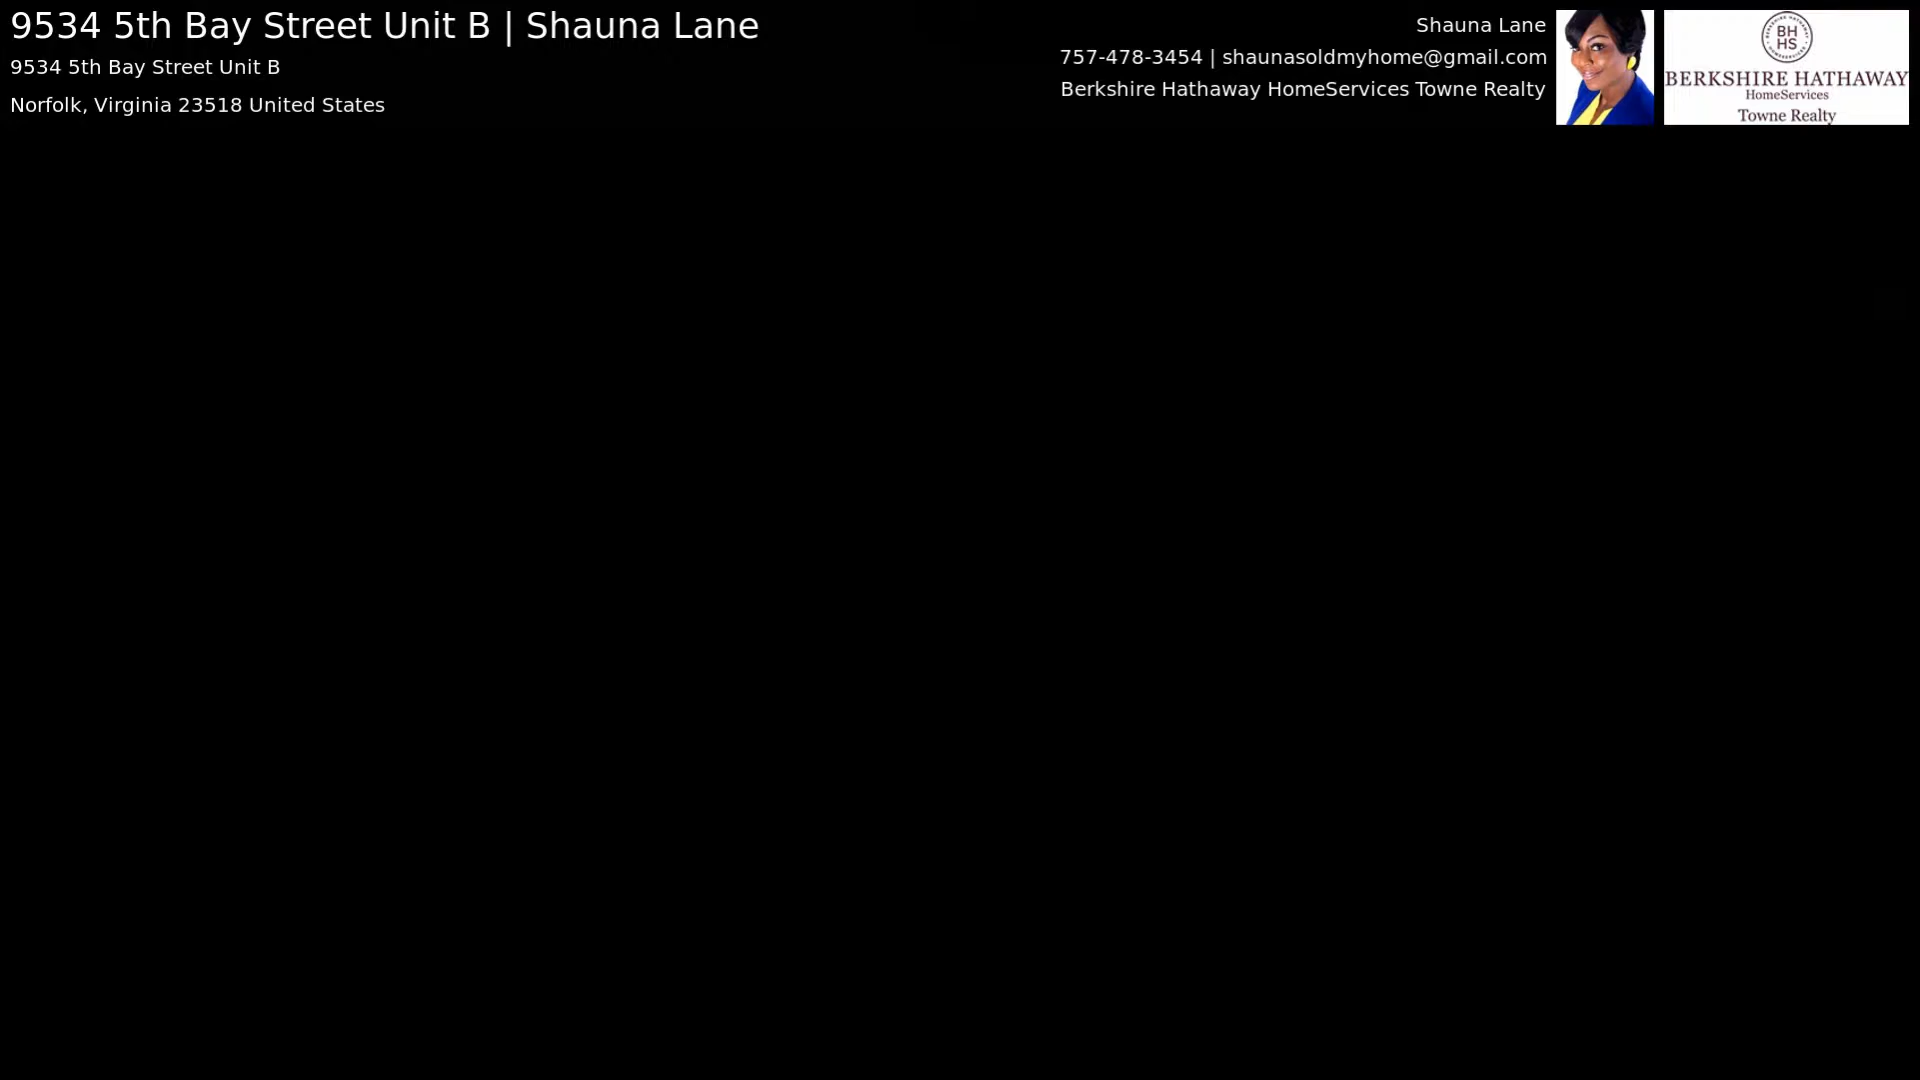 9534 5th Bay Street Unit B | Shauna Lane
9534 5th Bay Street Unit B
Norfolk, Virginia 23518 United States
Shauna Lane
757-478-3454 | shaunasoldmyhome@gmail.com
Berkshire Hathaway HomeServices Towne Realty
BH
HS
BERKSHIRE HATHAWAY
HomeServices
Towne Realty